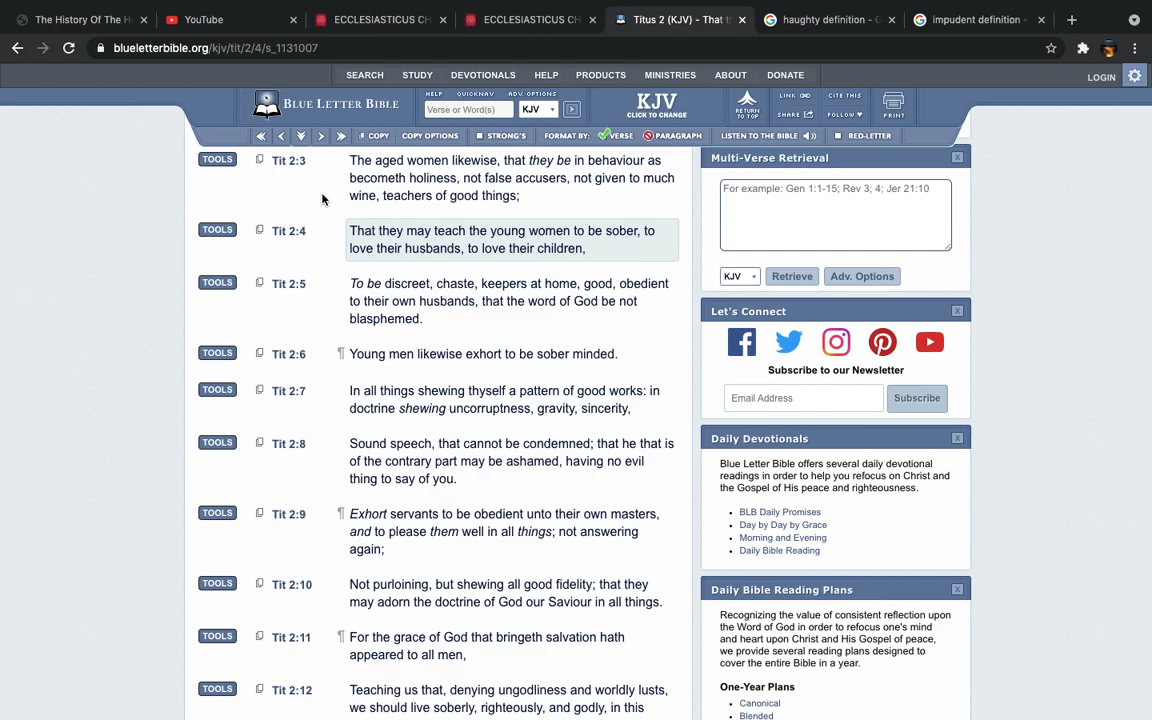 The History Of The H
YouTube
ECCLESIASTICUS CH
ECCLESIASTICUS CH
Titus 2 (KJV) - That th
haughty definition - G
impudent definition -
blueletterbible.org/kjv/tit/2/4/s_1131007
SEARCH STUDY DEVOTIONALS HELP PRODUCTS MINISTRIES ABOUT DONATE
LOGIN
BLUE LETTER BIBLE
HELP QUICKNAV ADV. OPTIONS
Verse or Word(s) KJV
KJV
CLICK TO CHANGE
RETURN TO TOP
LINK
SHARE
CITE THIS
FOLLOW
PRINT
COPY COPY OPTIONS STRONG'S FORMAT BY: VERSE PARAGRAPH LISTEN TO THE BIBLE RED-LETTER
TOOLS Tit 2:3 The aged women likewise, that they be in behaviour as
becometh holiness, not false accusers, not given to much
wine, teachers of good things;
TOOLS Tit 2:4 That they may teach the young women to be sober, to
love their husbands, to love their children,
TOOLS Tit 2:5 To be discreet, chaste, keepers at home, good, obedient
to their own husbands, that the word of God be not
blasphemed.
TOOLS Tit 2:6 ¶ Young men likewise exhort to be sober minded.
TOOLS Tit 2:7 In all things shewing thyself a pattern of good works: in
doctrine shewing uncorruptness, gravity, sincerity,
TOOLS Tit 2:8 Sound speech, that cannot be condemned; that he that is
of the contrary part may be ashamed, having no evil
thing to say of you.
TOOLS Tit 2:9 ¶ Exhort servants to be obedient unto their own masters,
and to please them well in all things; not answering
again;
TOOLS Tit 2:10 Not purloining, but shewing all good fidelity; that they
may adorn the doctrine of God our Saviour in all things.
TOOLS Tit 2:11 ¶ For the grace of God that bringeth salvation hath
appeared to all men,
TOOLS Tit 2:12 Teaching us that, denying ungodliness and worldly lusts,
we should live soberly, righteously, and godly, in this
Multi-Verse Retrieval
For example: Gen 1:1-15; Rev 3; 4; Jer 21:10
KJV Retrieve Adv. Options
Let's Connect
Subscribe to our Newsletter
Email Address Subscribe
Daily Devotionals
Blue Letter Bible offers several daily devotional
readings in order to help you refocus on Christ and
the Gospel of His peace and righteousness.
• BLB Daily Promises
• Day by Day by Grace
• Morning and Evening
• Daily Bible Reading
Daily Bible Reading Plans
Recognizing the value of consistent reflection upon
the Word of God in order to refocus one's mind
and heart upon Christ and His Gospel of peace,
we provide several reading plans designed to
cover the entire Bible in a year.
One-Year Plans
• Canonical
• Blended